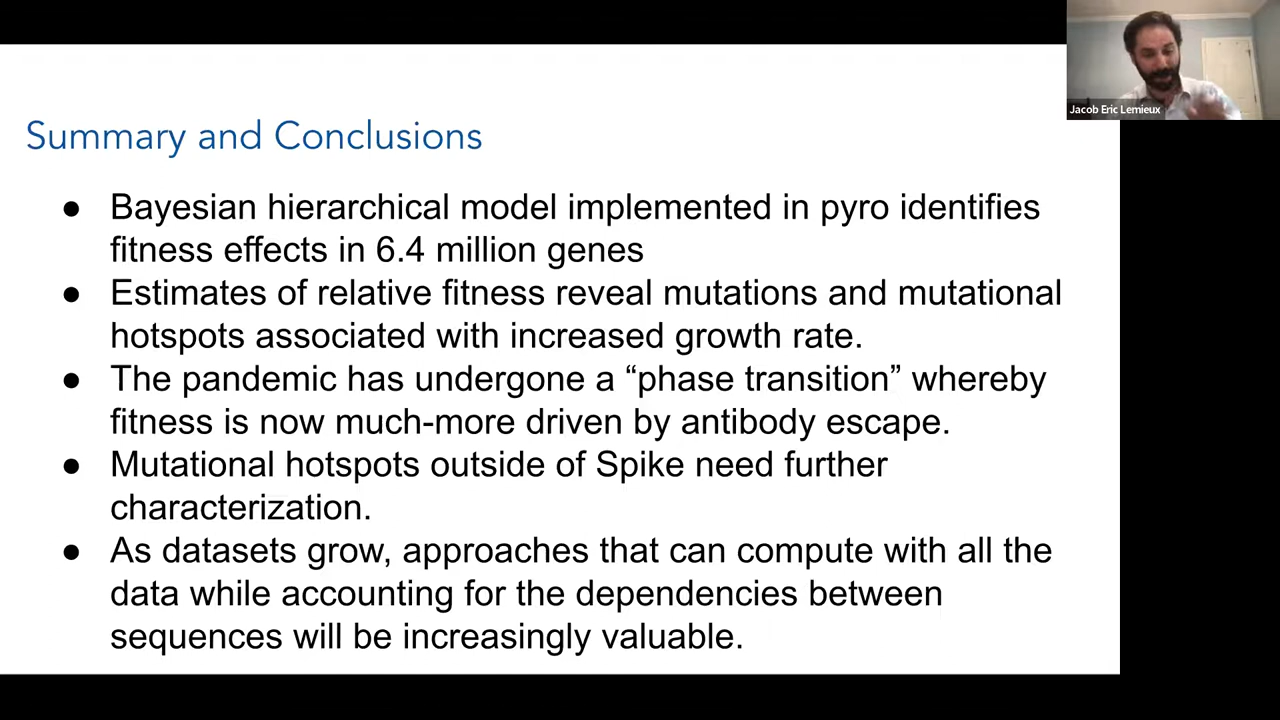 Jacob Eric Lemieux
Summary and Conclusions
● Bayesian hierarchical model implemented in pyro identifies
fitness effects in 6.4 million genes
● Estimates of relative fitness reveal mutations and mutational
hotspots associated with increased growth rate.
● The pandemic has undergone a “phase transition” whereby
fitness is now much-more driven by antibody escape.
● Mutational hotspots outside of Spike need further
characterization.
● As datasets grow, approaches that can compute with all the
data while accounting for the dependencies between
sequences will be increasingly valuable.